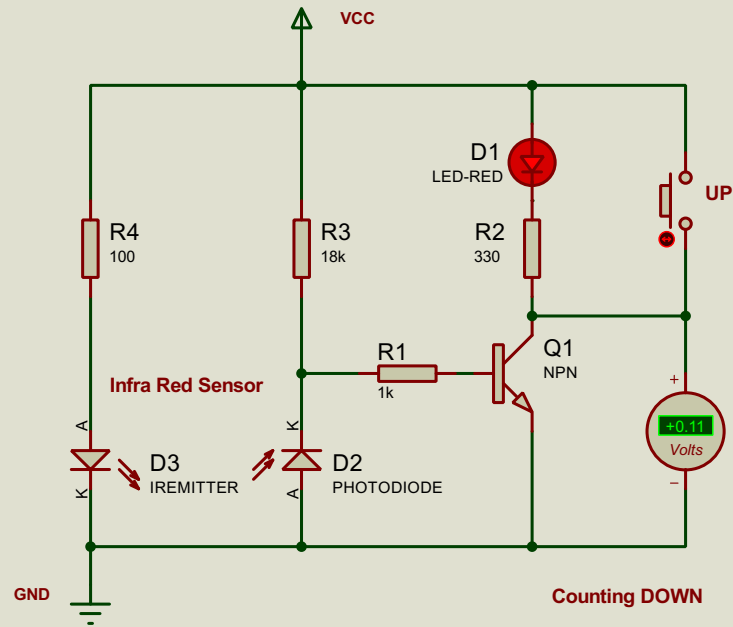 VCC
D1
LED-RED
UP
R4
100
R3
18k
R2
330
R1
1k
Q1
NPN
Infra Red Sensor
+
+0.11
Volts
−
A
K
D3
IREMITTER
K
A
D2
PHOTODIODE
GND
Counting DOWN